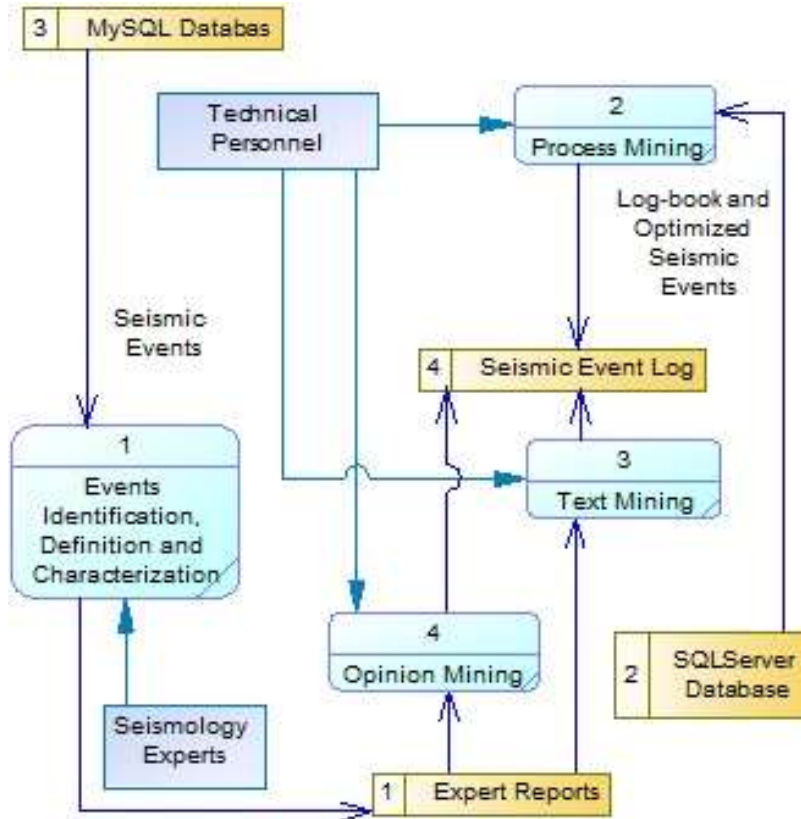 3 MySQL Databas
Technical
Personnel
2
Process Mining
Log-book and
Optimized
Seismic
Events
Seismic
Events
4 Seismic Event Log
1
Events
Identification,
Definition and
Characterization
3
Text Mining
4
Opinion Mining
2 SQLServer
Database
Seismology
Experts
1 Expert Reports